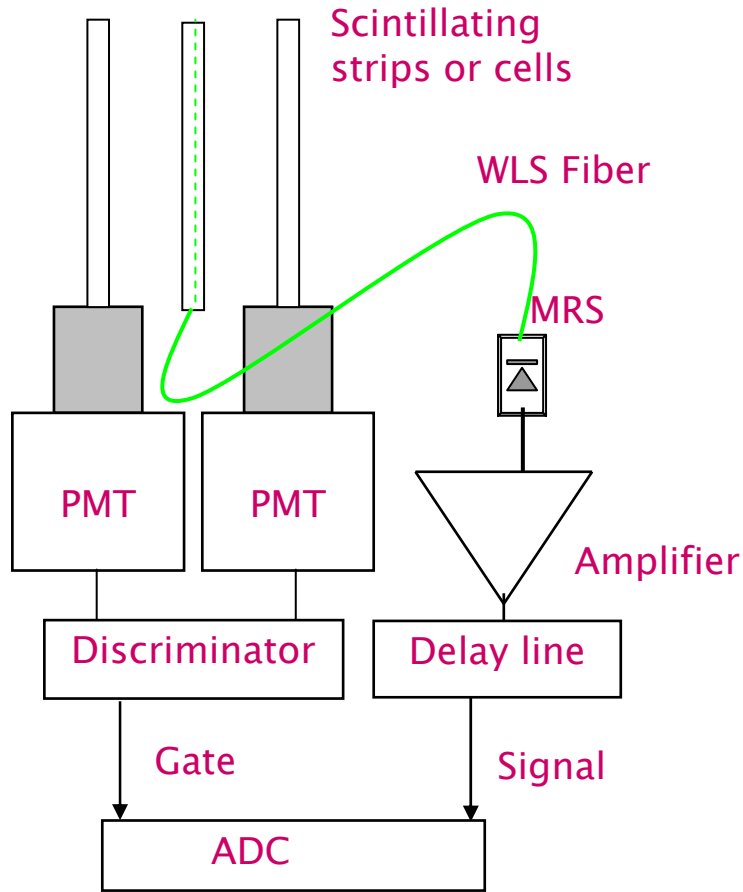 Scintillating
strips or cells
WLS Fiber
MRS
PMT
PMT
Amplifier
Discriminator
Delay line
Gate
Signal
ADC